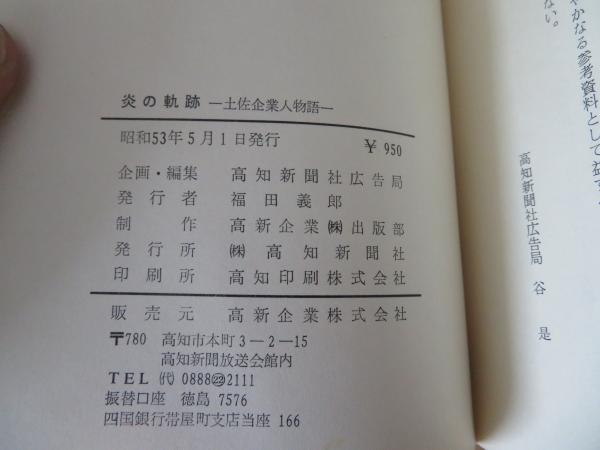 炎の軌跡 ―土佐企業人物語―
昭和53年5月1日発行 ¥950
企画・編集 高知新聞社広告局
発行者 福田義郎
制作 高新企業㈱出版部
発行所 ㈱高知新聞社
印刷所 高知印刷株式会社
販売元 高新企業株式会社
〒780 高知市本町3-2-15
高知新聞放送会館内
TEL ㈹ 0888㉒2111
振替口座 徳島 7576
四国銀行帯屋町支店当座 166
やかなる参考資料として益す
ない。
高知新聞社広告局 谷 是